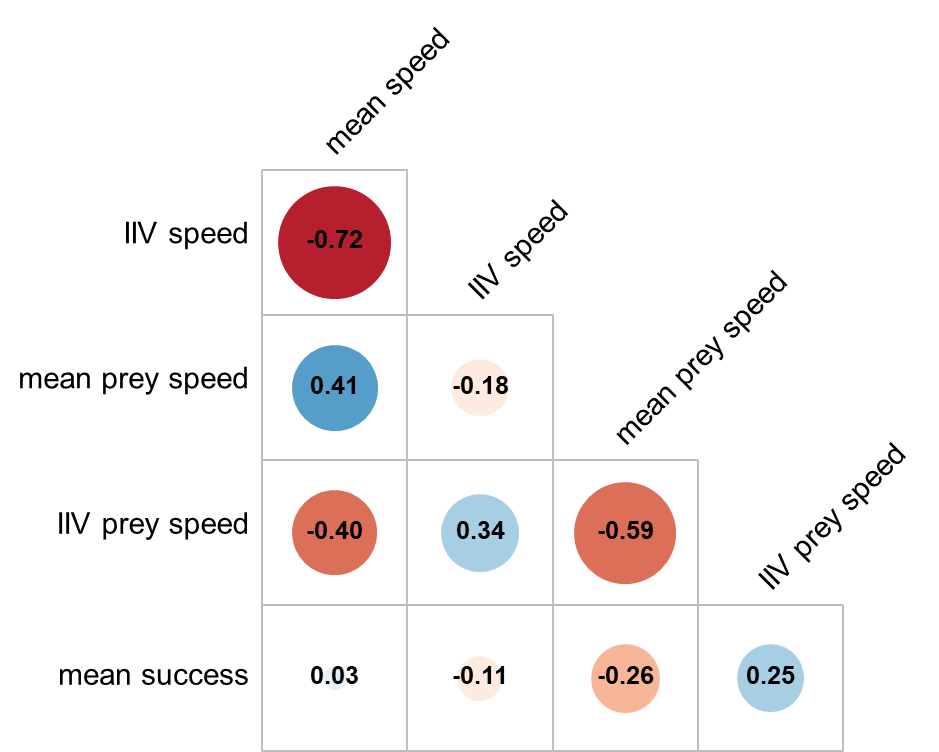 mean speed
IIV speed
-0.72
IIV speed
mean prey speed
0.41
-0.18
mean prey speed
IIV prey speed
-0.40
0.34
-0.59
IIV prey speed
mean success
0.03
-0.11
-0.26
0.25